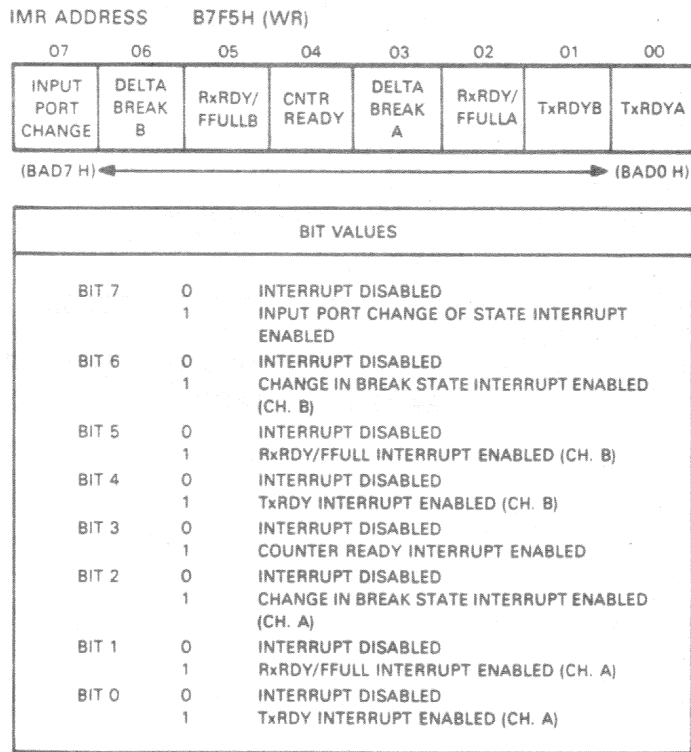 IMR ADDRESS B7F5H (WR)
07 06 05 04 03 02 01 00
INPUT PORT CHANGE
DELTA BREAK B
RxRDY/ FFULLB
CNTR READY
DELTA BREAK A
RxRDY/ FFULLA
TxRDYB
TxRDYA
(BAD7 H) (BAD0 H)
BIT VALUES
BIT 7 0 INTERRUPT DISABLED
1 INPUT PORT CHANGE OF STATE INTERRUPT
ENABLED
BIT 6 0 INTERRUPT DISABLED
1 CHANGE IN BREAK STATE INTERRUPT ENABLED
(CH. B)
BIT 5 0 INTERRUPT DISABLED
1 RxRDY/FFULL INTERRUPT ENABLED (CH. B)
BIT 4 0 INTERRUPT DISABLED
1 TxRDY INTERRUPT ENABLED (CH. B)
BIT 3 0 INTERRUPT DISABLED
1 COUNTER READY INTERRUPT ENABLED
BIT 2 0 INTERRUPT DISABLED
1 CHANGE IN BREAK STATE INTERRUPT ENABLED
(CH. A)
BIT 1 0 INTERRUPT DISABLED
1 RxRDY/FFULL INTERRUPT ENABLED (CH. A)
BIT 0 0 INTERRUPT DISABLED
1 TxRDY INTERRUPT ENABLED (CH. A)